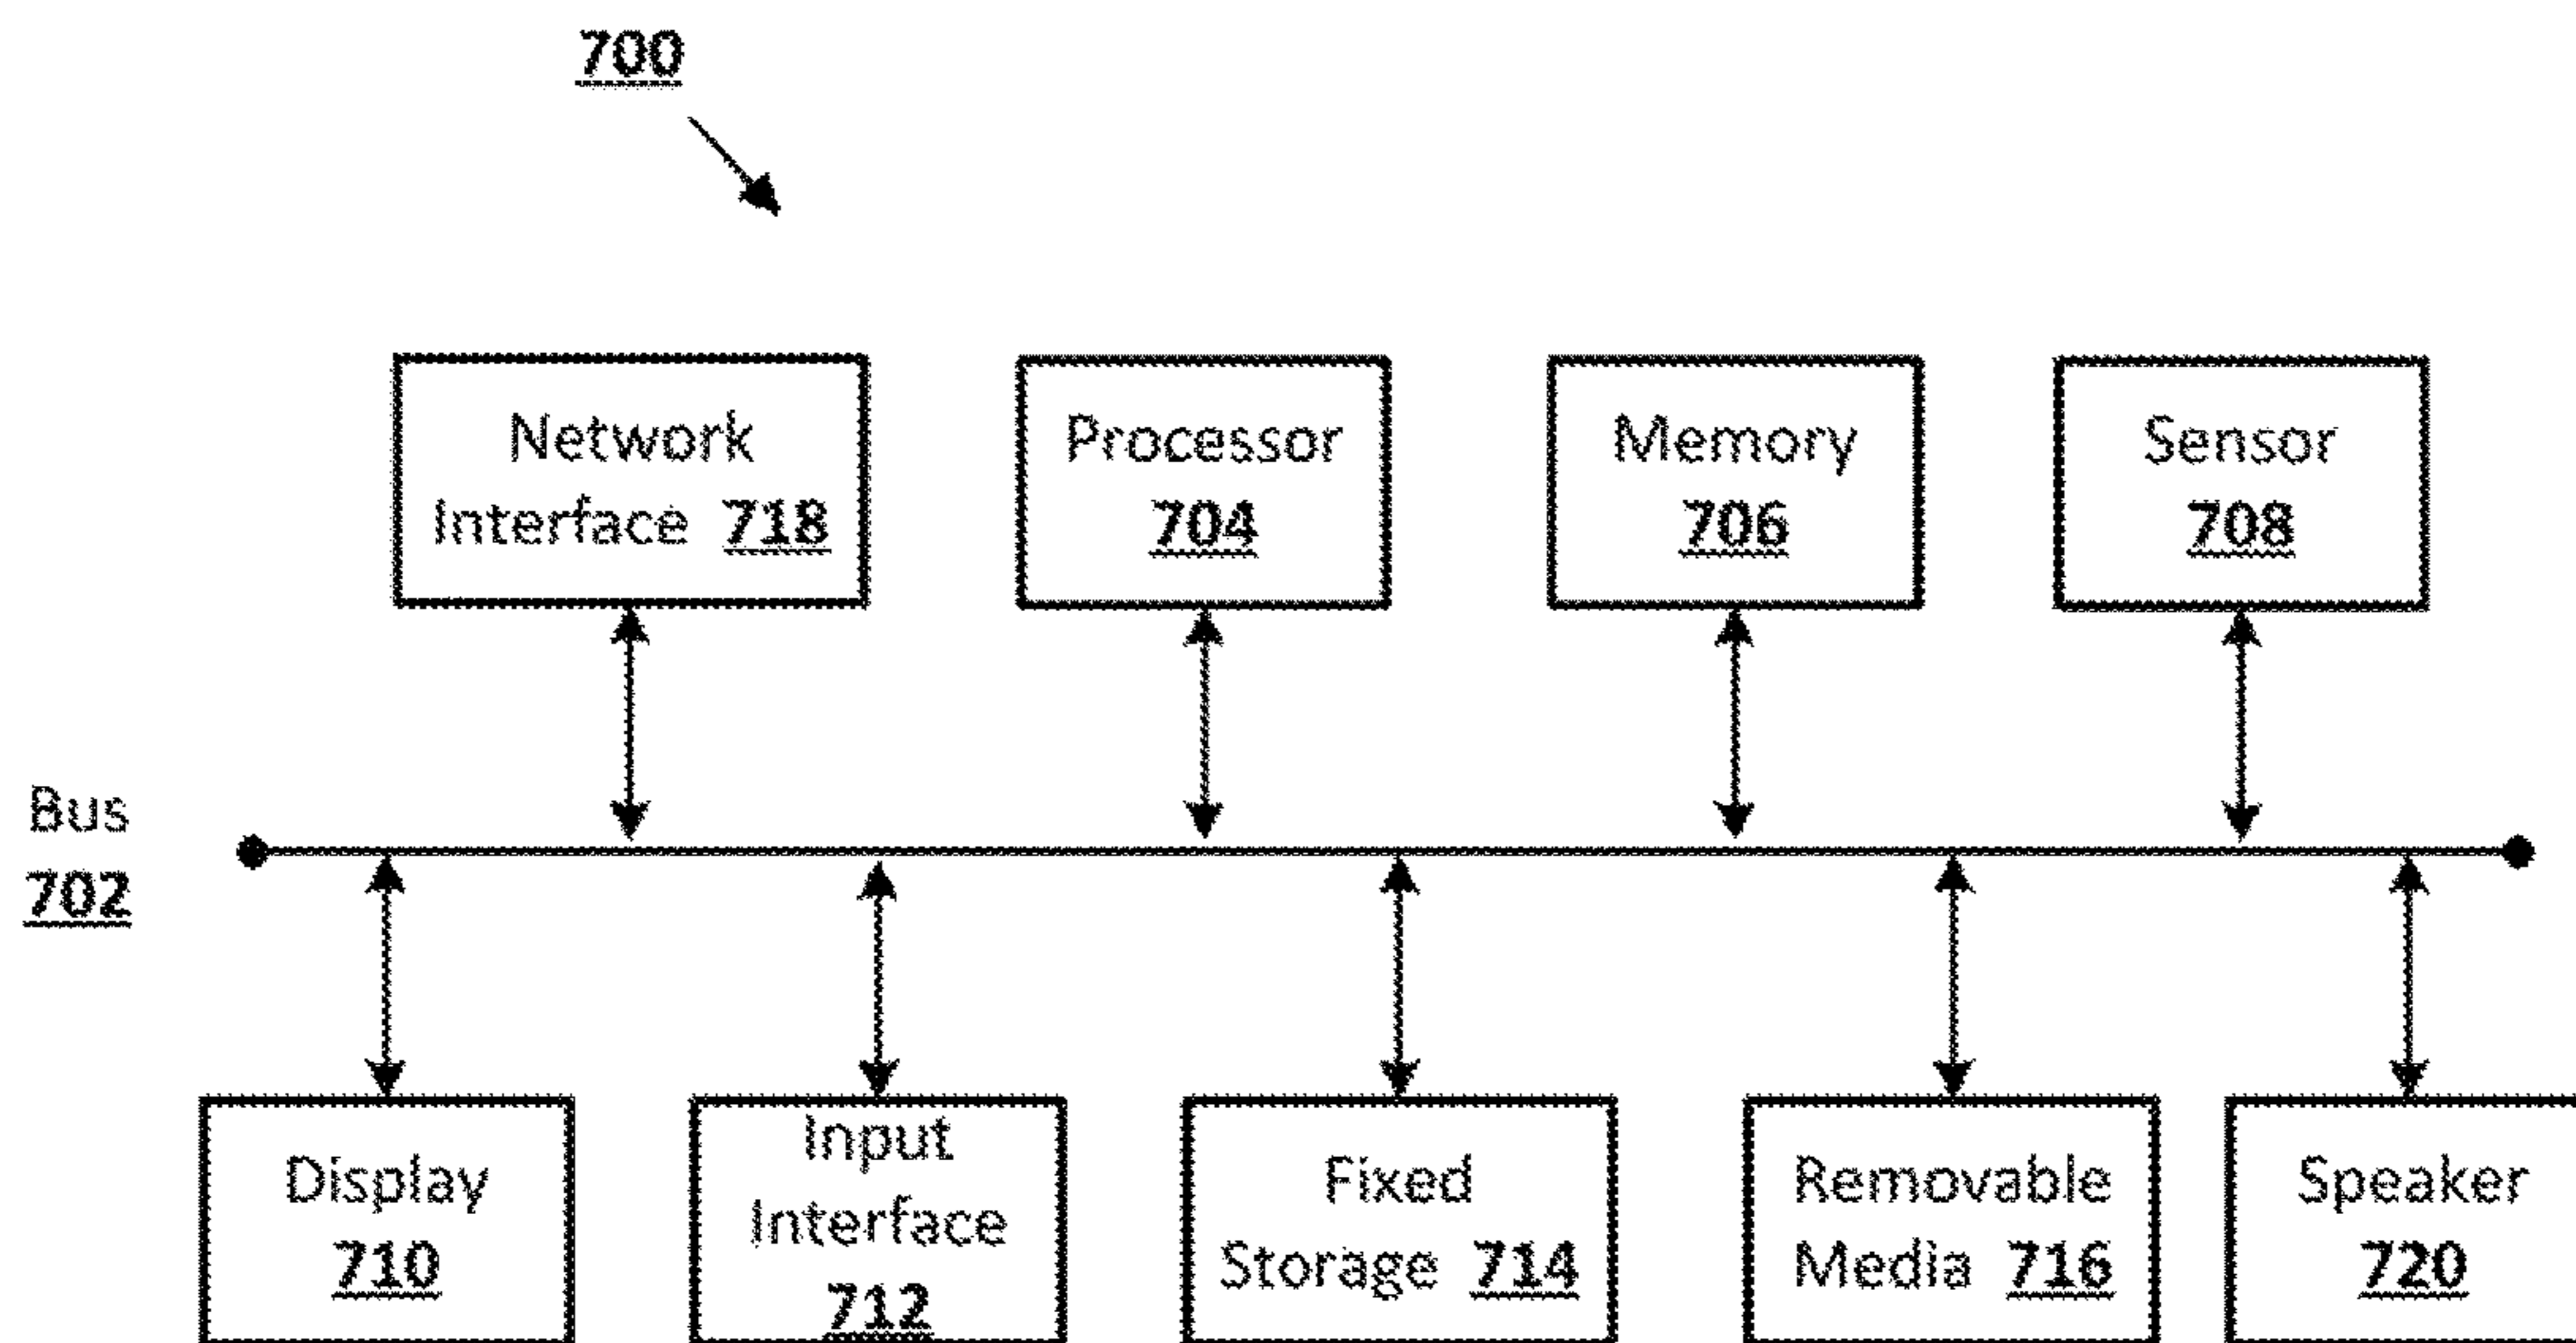 700
Network
Interface 718
Processor
704
Memory
706
Sensor
708
Bus
702
Display
710
Input
Interface
712
Fixed
Storage 714
Removable
Media 716
Speaker
720